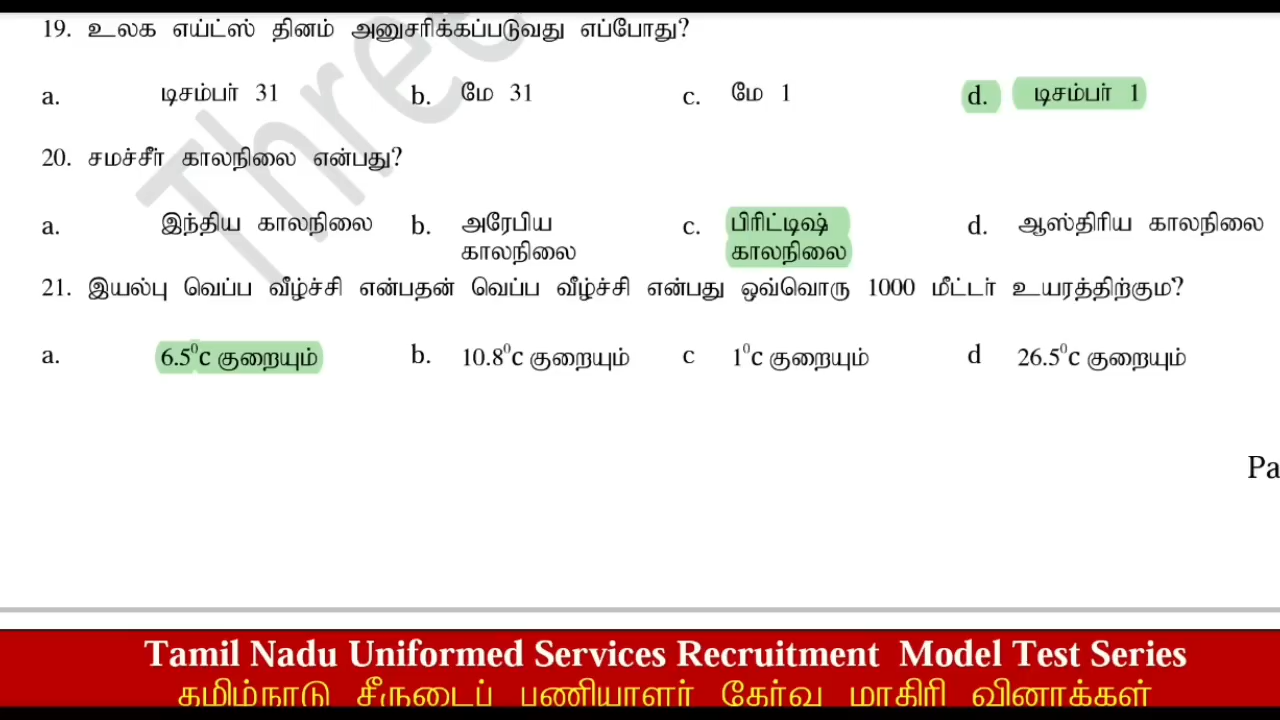 19. உலக எய்ட்ஸ் தினம் அனுசரிக்கப்படுவது எப்போது?
a. டிசம்பர் 31 b. மே 31 c. மே 1 d. டிசம்பர் 1
20. சமச்சீர் காலநிலை என்பது?
a. இந்திய காலநிலை b. அரேபிய காலநிலை c. பிரிட்டிஷ் காலநிலை d. ஆஸ்திரிய காலநிலை
21. இயல்பு வெப்ப வீழ்ச்சி என்பதன் வெப்ப வீழ்ச்சி என்பது ஒவ்வொரு 1000 மீட்டர் உயரத்திற்கும?
a. 6.5⁰c குறையும் b. 10.8⁰c குறையும் c 1⁰c குறையும் d 26.5⁰c குறையும்
Pa
Tamil Nadu Uniformed Services Recruitment Model Test Series
தமிழ்நாடு சீருடைப் பணியாளர் தேர்வு மாதிரி வினாக்கள்
Three